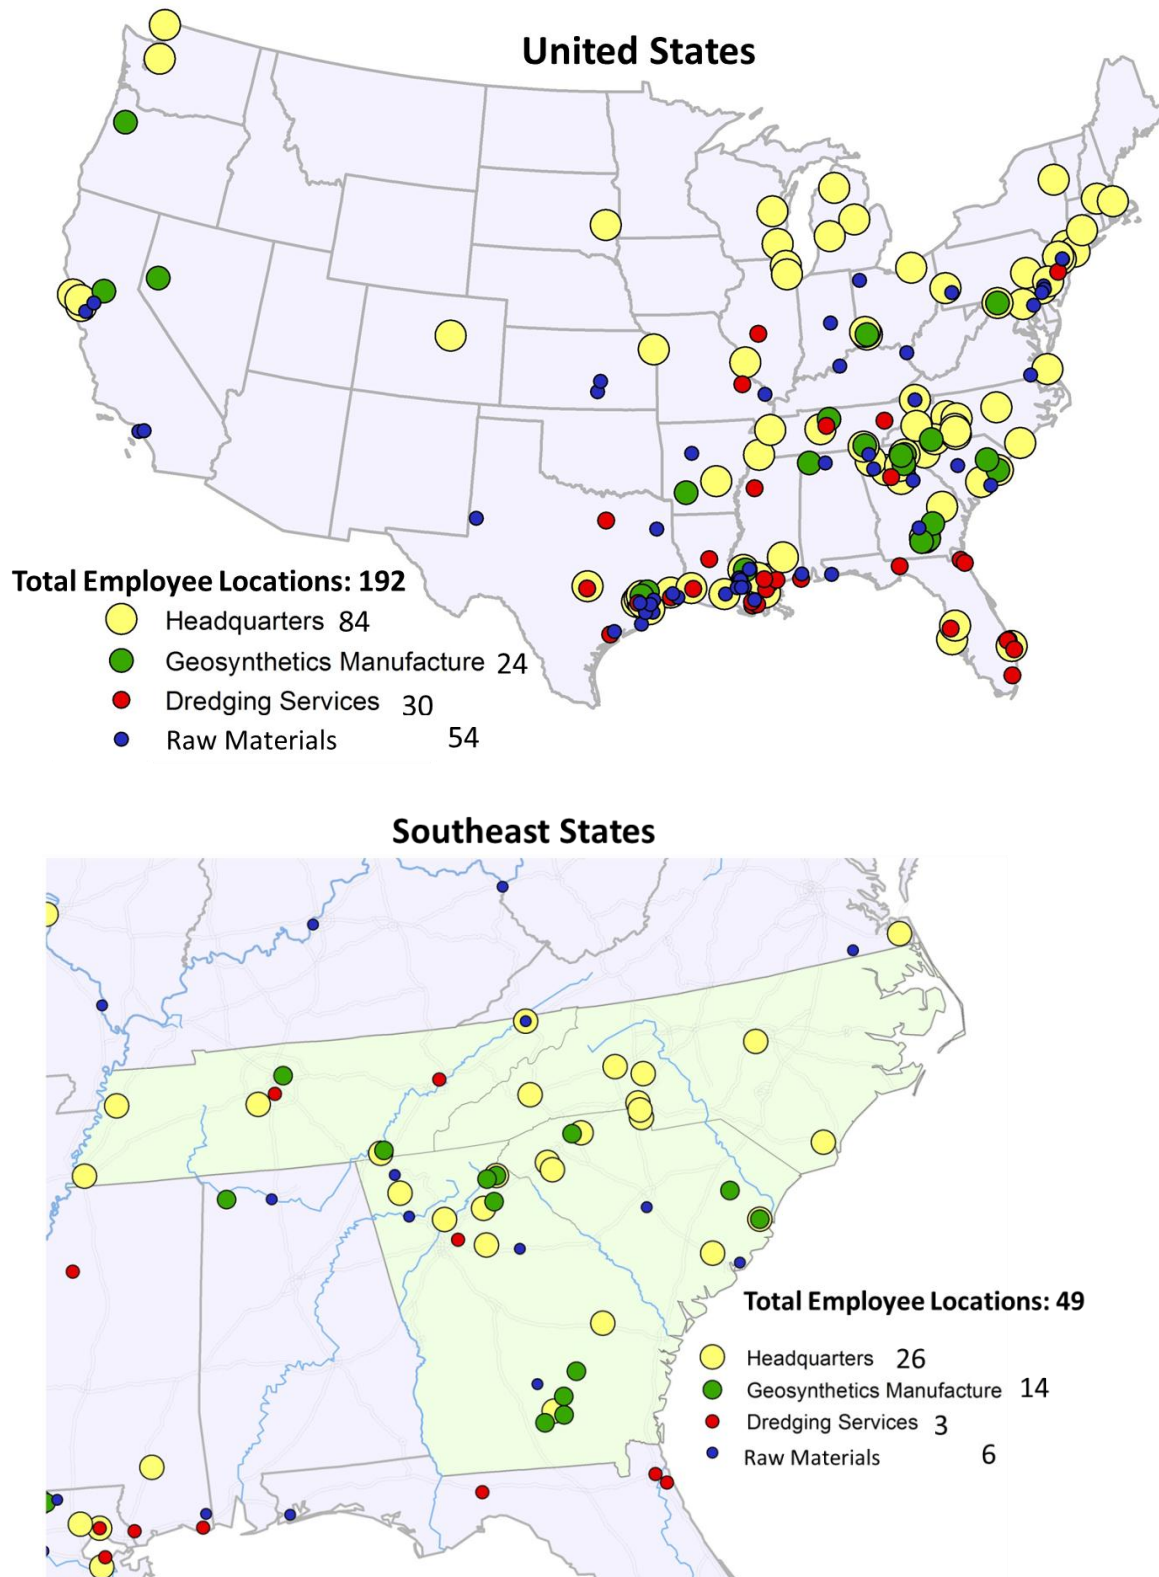 United States
Total Employee Locations: 192
Headquarters 84
Geosynthetics Manufacture 24
Dredging Services 30
Raw Materials 54
Southeast States
Total Employee Locations: 49
Headquarters 26
Geosynthetics Manufacture 14
Dredging Services 3
Raw Materials 6